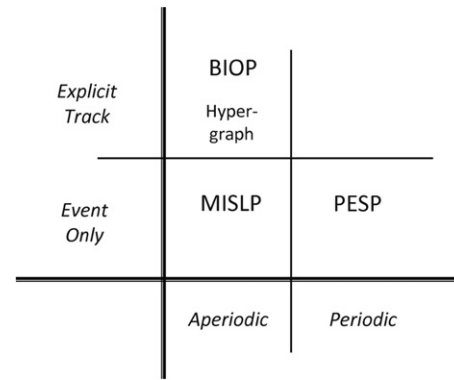 BIOP
Explicit
Track
Hyper-
graph
Event
Only
MISLP
PESP
Aperiodic
Periodic